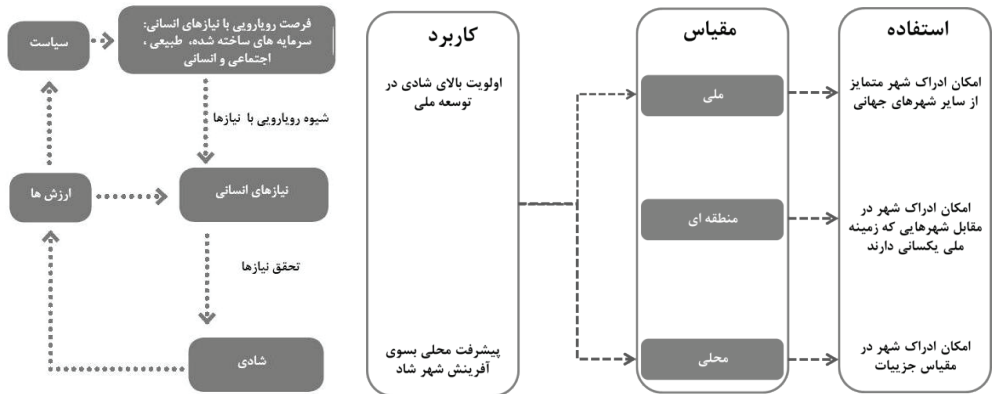 سیاست
فرصت رویارویی با نیازهای انسانی:
سرمایه های ساخته شده، طبیعی ،
اجتماعی و انسانی
شیوه رویارویی با نیازها
ارزش ها
نیازهای انسانی
تحقق نیازها
شادی
کاربرد
اولویت بالای شادی در
توسعه ملی
پیشرفت محلی بسوی
آفرینش شهر شاد
مقیاس
ملی
منطقه ای
محلی
استفاده
امکان ادراک شهر متمایز
از سایر شهرهای جهانی
امکان ادراک شهر در
مقابل شهرهایی که زمینه
ملی یکسانی دارند
امکان ادراک شهر در
مقیاس جزییات